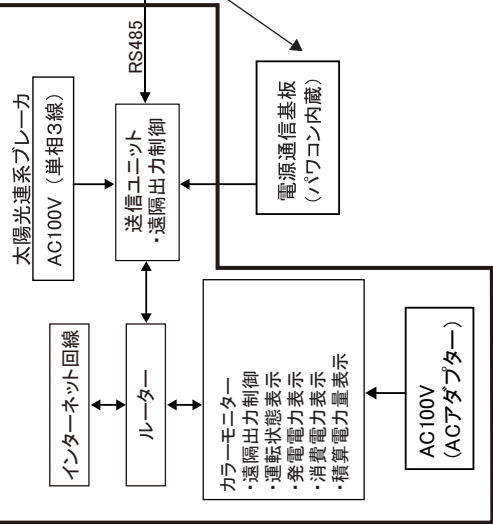 太陽光連系ブレーカ
AC100V（単相3線）
RS485
送信ユニット
・遠隔出力制御
電源通信基板
（パワコン内蔵）
インターネット回線
ルーター
カラーモニター
・遠隔出力制御
・運転状態表示
・発電電力表示
・消費電力表示
・積算電力量表示
AC100V
（ACアダプター）